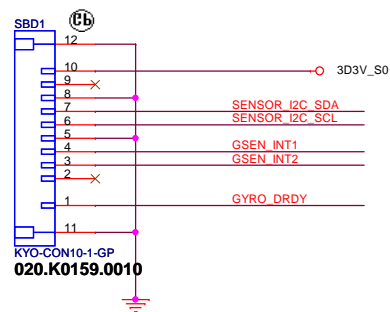 SBD1
12
10
3D3V_S0
9
8
7
SENSOR_I2C_SDA
6
SENSOR_I2C_SCL
5
4
GSEN_INT1
3
GSEN_INT2
2
1
GYRO_DRDY
11
KYO-CON10-1-GP
020.K0159.0010